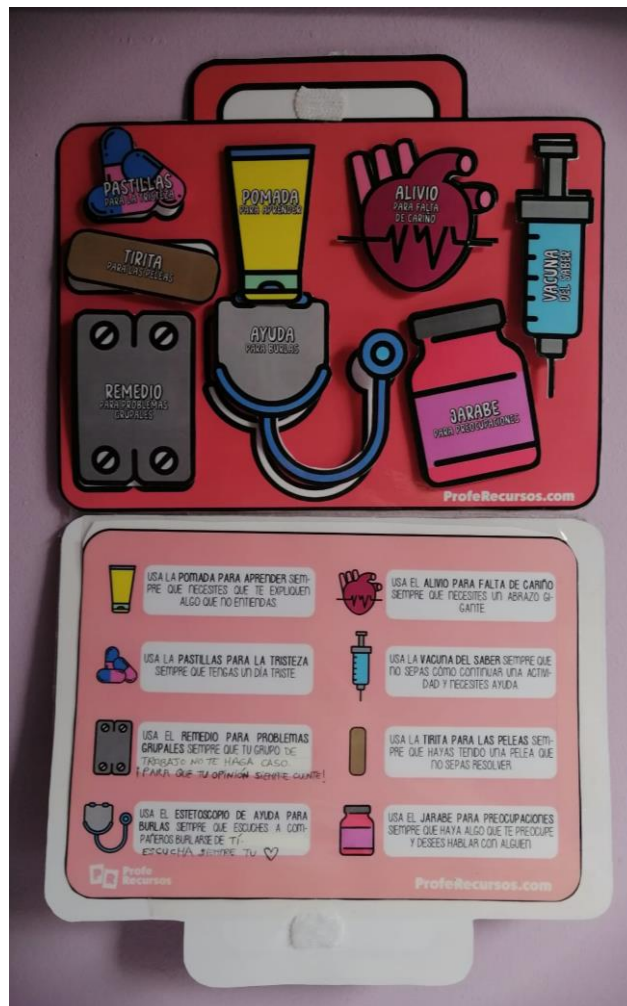 PASTILLAS
PARA LA TRISTEZA
POMADA
PARA APRENDER
ALIVIO
PARA FALTA
DE CARIÑO
VACUNA
DEL SABER
TIRITA
PARA LAS PELEAS
AYUDA
PARA BURLAS
REMEDIO
PARA PROBLEMAS
GRUPALES
JARABE
PARA PREOCUPACIONES
ProfeRecursos.com
USA LA POMADA PARA APRENDER SIEM-
PRE QUE NECESITES QUE TE EXPLIQUEN
ALGO QUE NO ENTIENDAS
USA LA PASTILLAS PARA LA TRISTEZA
SIEMPRE QUE TENGAS UN DÍA TRISTE.
USA EL REMEDIO PARA PROBLEMAS
GRUPALES SIEMPRE QUE TU GRUPO DE
TRABAJO NO TE HAGA CASO.
¡PARA QUE TU OPINIÓN SIEMPRE CUENTE!
USA EL ESTETOSCOPIO DE AYUDA PARA
BURLAS SIEMPRE QUE ESCUCHES A COM-
PAÑEROS BURLARSE DE TÍ.
ESCUCHA SIEMPRE TU ♡
USA EL ALIVIO PARA FALTA DE CARIÑO
SIEMPRE QUE NECESITES UN ABRAZO GI-
GANTE.
USA LA VACUNA DEL SABER SIEMPRE QUE
NO SEPAS CÓMO CONTINUAR UNA ACTIVI-
DAD Y NECESITES AYUDA.
USA LA TIRITA PARA LAS PELEAS SIEM-
PRE QUE HAYAS TENIDO UNA PELEA QUE
NO SEPAS RESOLVER.
USA EL JARABE PARA PREOCUPACIONES
SIEMPRE QUE HAYA ALGO QUE TE PREOCUPE
Y DESEES HABLAR CON ALGUIEN.
PR Profe
Recursos
ProfeRecursos.com